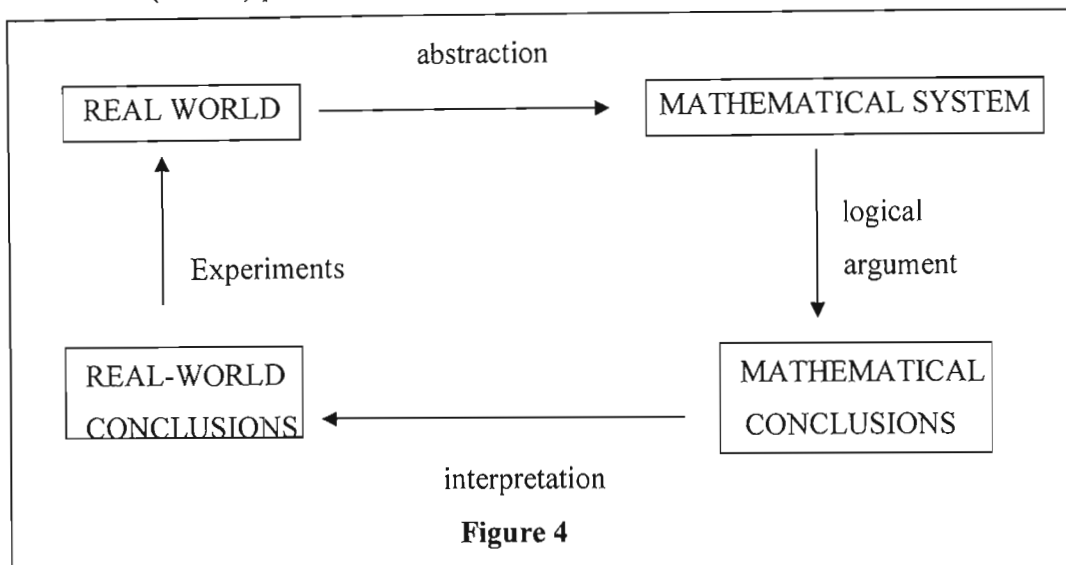 abstraction
REAL WORLD
MATHEMATICAL SYSTEM
logical
argument
Experiments
REAL-WORLD
CONCLUSIONS
MATHEMATICAL
CONCLUSIONS
interpretation
Figure 4